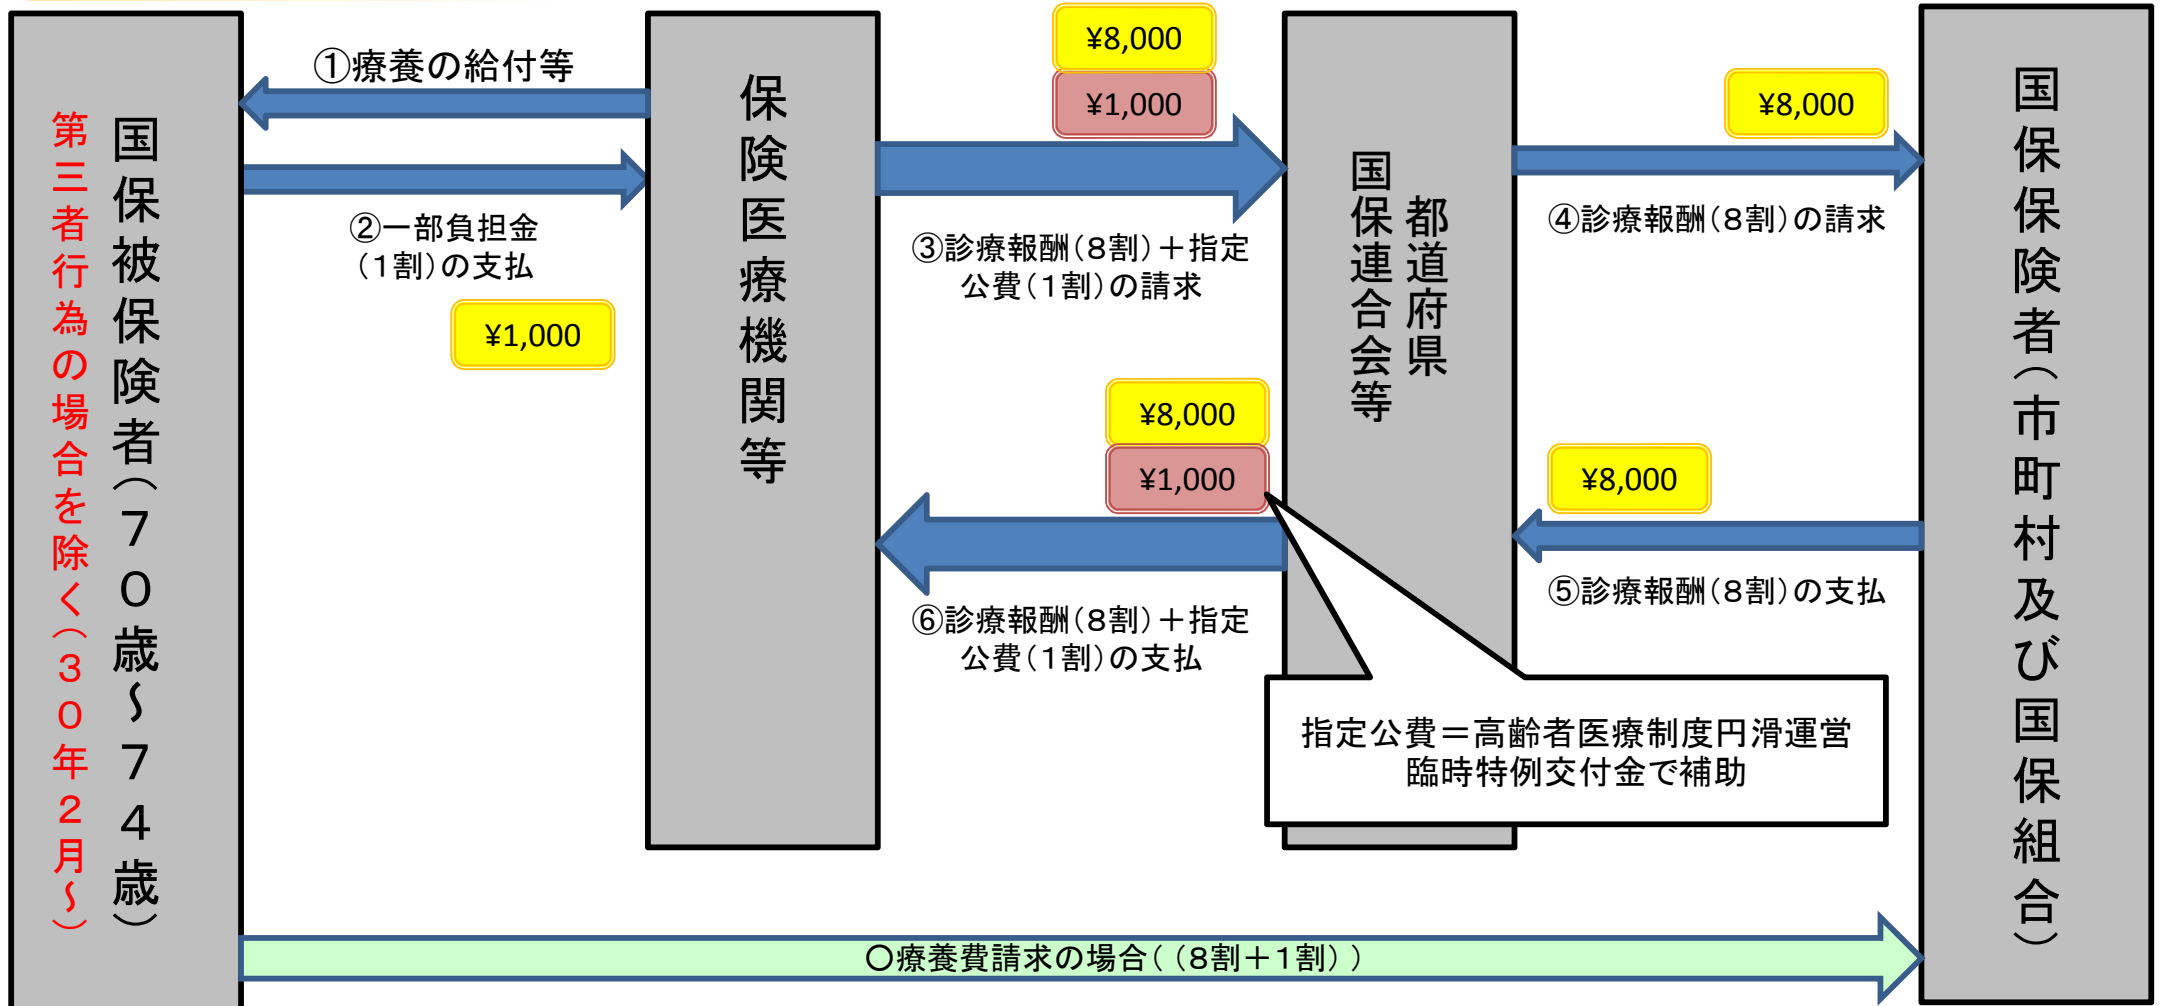 国保被保険者（70歳～74歳）
第三者行為の場合を除く（30年2月～）
①療養の給付等
②一部負担金
（1割）の支払
¥1,000
保険医療機関等
¥8,000
¥1,000
③診療報酬（8割）＋指定
公費（1割）の請求
¥8,000
¥1,000
⑥診療報酬（8割）＋指定
公費（1割）の支払
都道府県
国保連合会等
¥8,000
④診療報酬（8割）の請求
¥8,000
⑤診療報酬（8割）の支払
指定公費＝高齢者医療制度円滑運営
臨時特例交付金で補助
国保保険者（市町村及び国保組合）
〇療養費請求の場合（（8割＋1割））